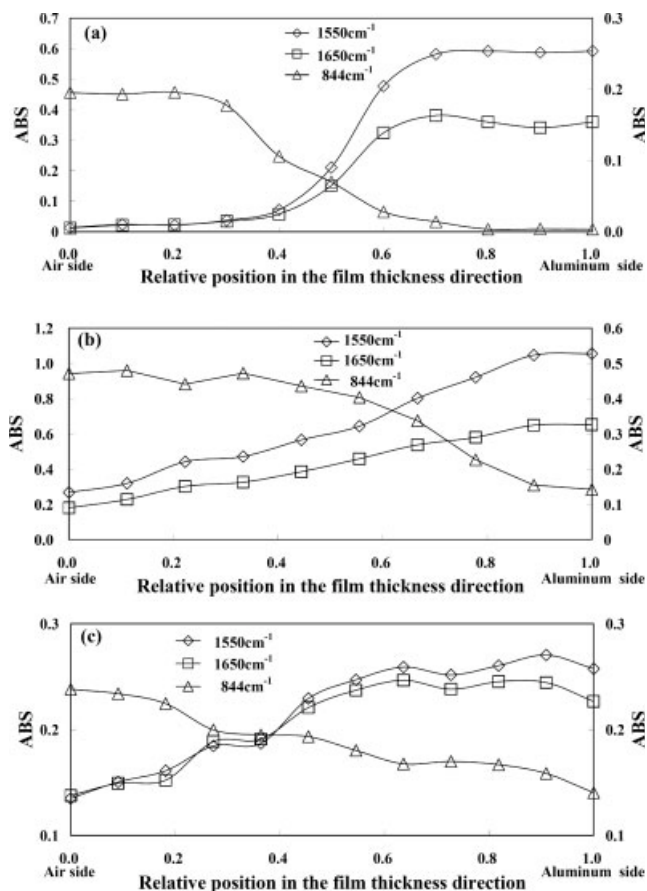 (a)
1550cm⁻¹
1650cm⁻¹
844cm⁻¹
0.7
0.6
0.5
0.4
0.3
0.2
0.1
0
ABS
0.3
0.2
0.1
0.0
ABS
0.0 0.2 0.4 0.6 0.8 1.0
Air side Aluminum side
Relative position in the film thickness direction
(b)
1550cm⁻¹
1650cm⁻¹
844cm⁻¹
1.2
1.0
0.8
0.6
0.4
0.2
0.0
ABS
0.6
0.5
0.4
0.3
0.2
0.1
0
ABS
0.0 0.2 0.4 0.6 0.8 1.0
Air side Aluminum side
Relative position in the film thickness direction
(c)
1550cm⁻¹
1650cm⁻¹
844cm⁻¹
0.3
0.2
0.1
ABS
0.3
0.2
0.1
ABS
0.0 0.2 0.4 0.6 0.8 1.0
Air side Aluminum side
Relative position in the film thickness direction